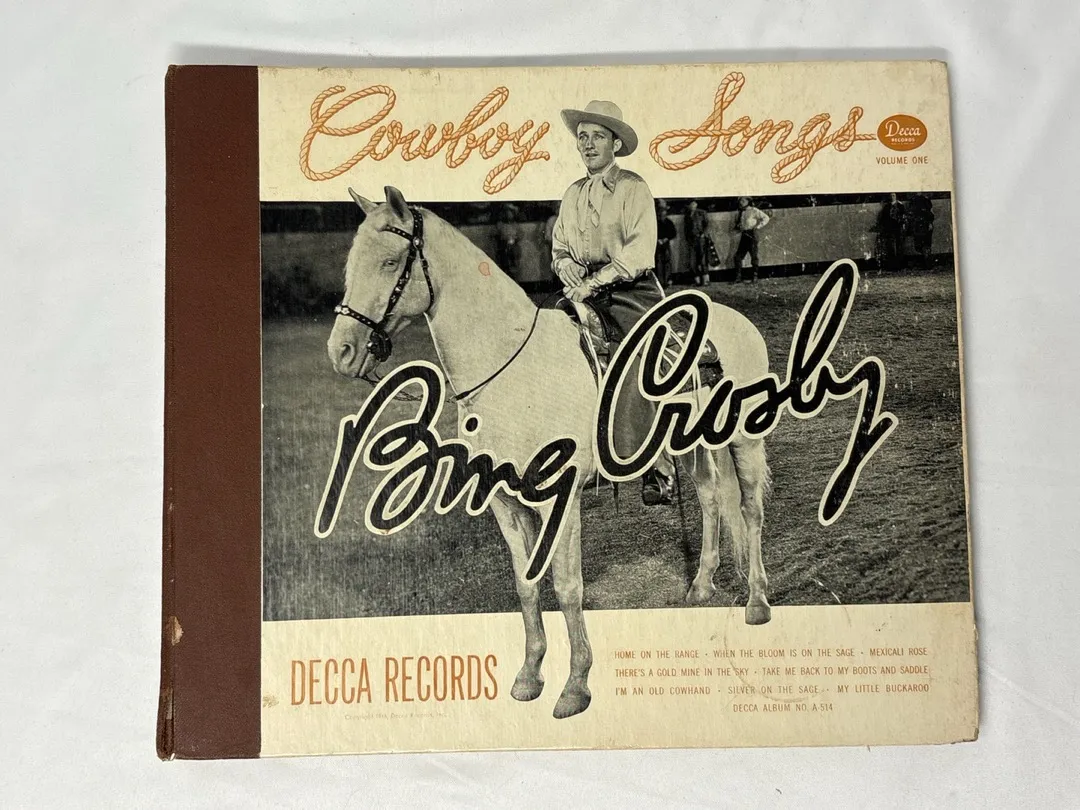 Cowboy Songs
Decca
RECORDS
VOLUME ONE
Bing Crosby
DECCA RECORDS
HOME ON THE RANGE • WHEN THE BLOOM IS ON THE SAGE • MEXICALI ROSE
THERE'S A GOLD MINE IN THE SKY • TAKE ME BACK TO MY BOOTS AND SADDLE
I'M AN OLD COWHAND • SILVER ON THE SAGE • MY LITTLE BUCKAROO
DECCA ALBUM NO. A-514